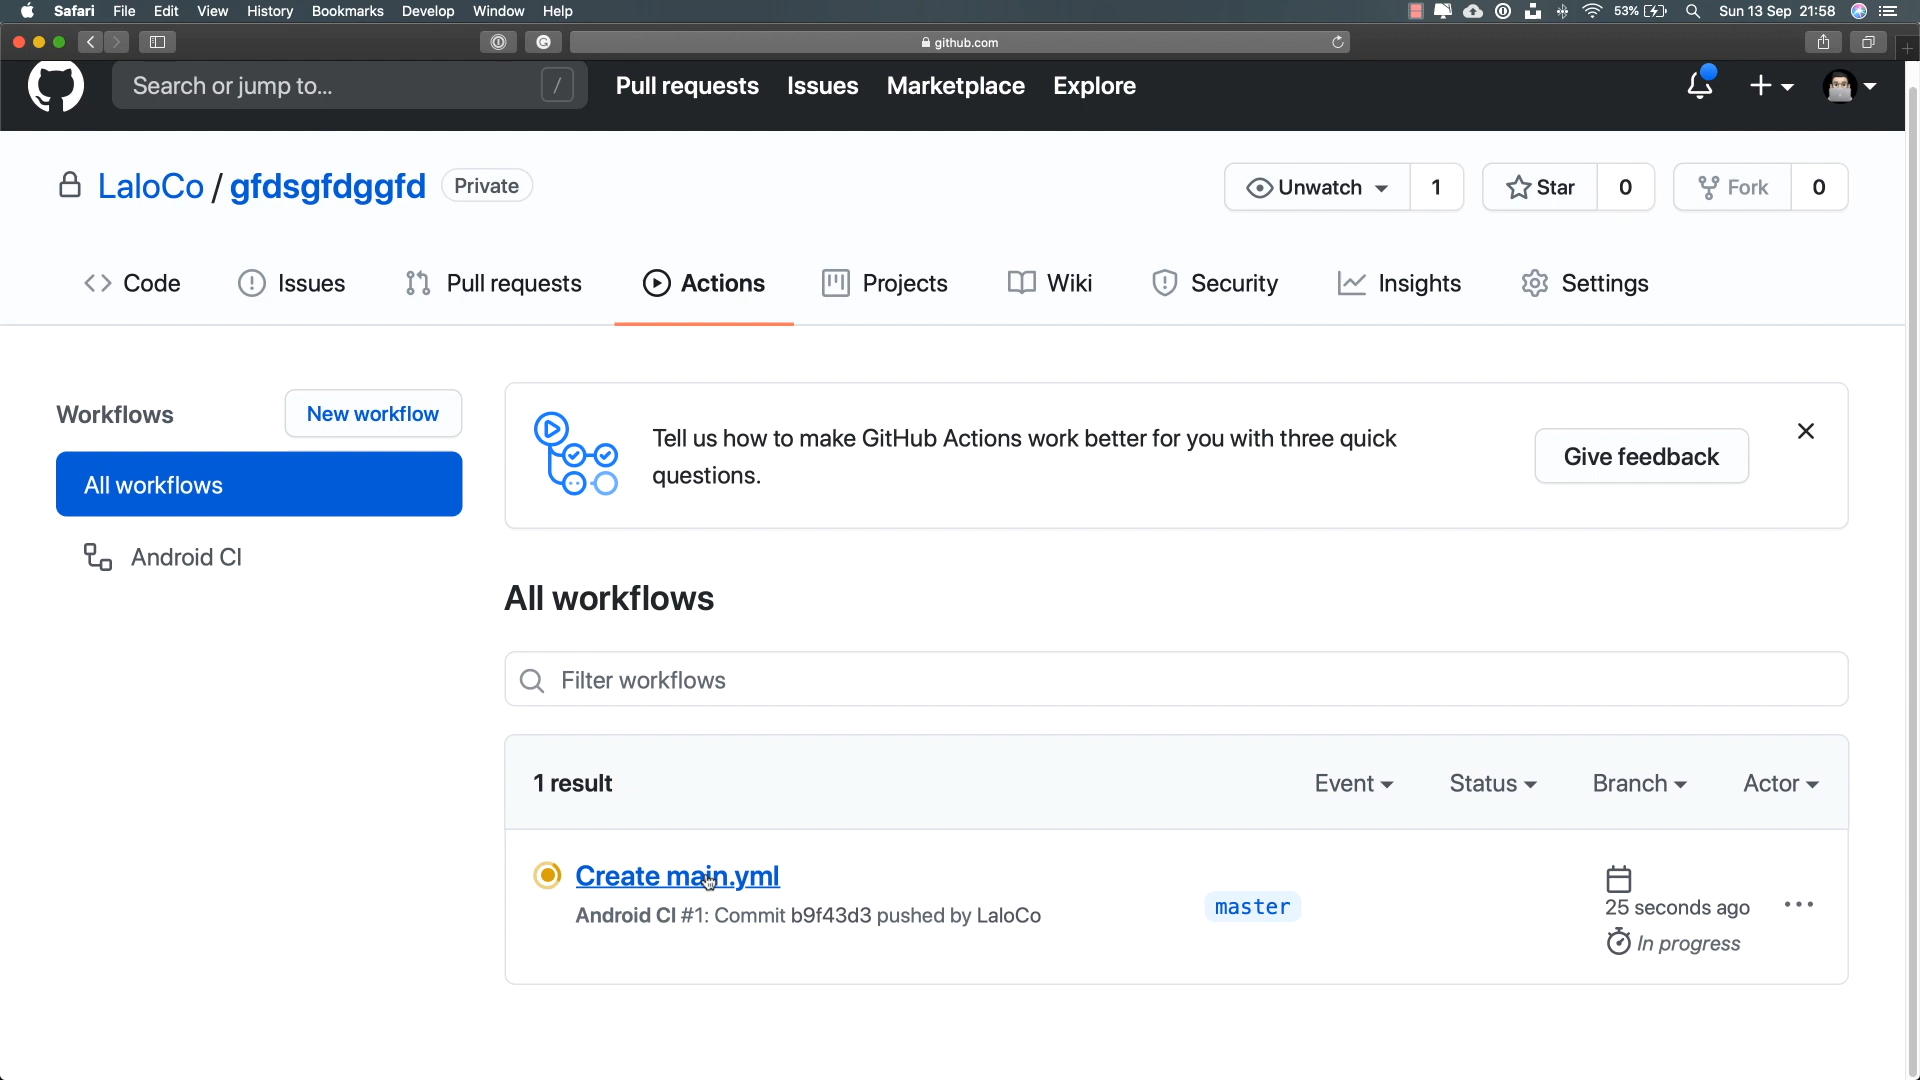 Safari File Edit View History Bookmarks Develop Window Help 53% Sun 13 Sep 21:58
github.com
Search or jump to... / Pull requests Issues Marketplace Explore
LaloCo / gfdsgfdggfd Private Unwatch 1 Star 0 Fork 0
Code Issues Pull requests Actions Projects Wiki Security Insights Settings
Workflows New workflow
All workflows
Android CI
Tell us how to make GitHub Actions work better for you with three quick
questions.
Give feedback
All workflows
Filter workflows
1 result Event Status Branch Actor
Create main.yml
Android CI #1: Commit b9f43d3 pushed by LaloCo
master
25 seconds ago
In progress